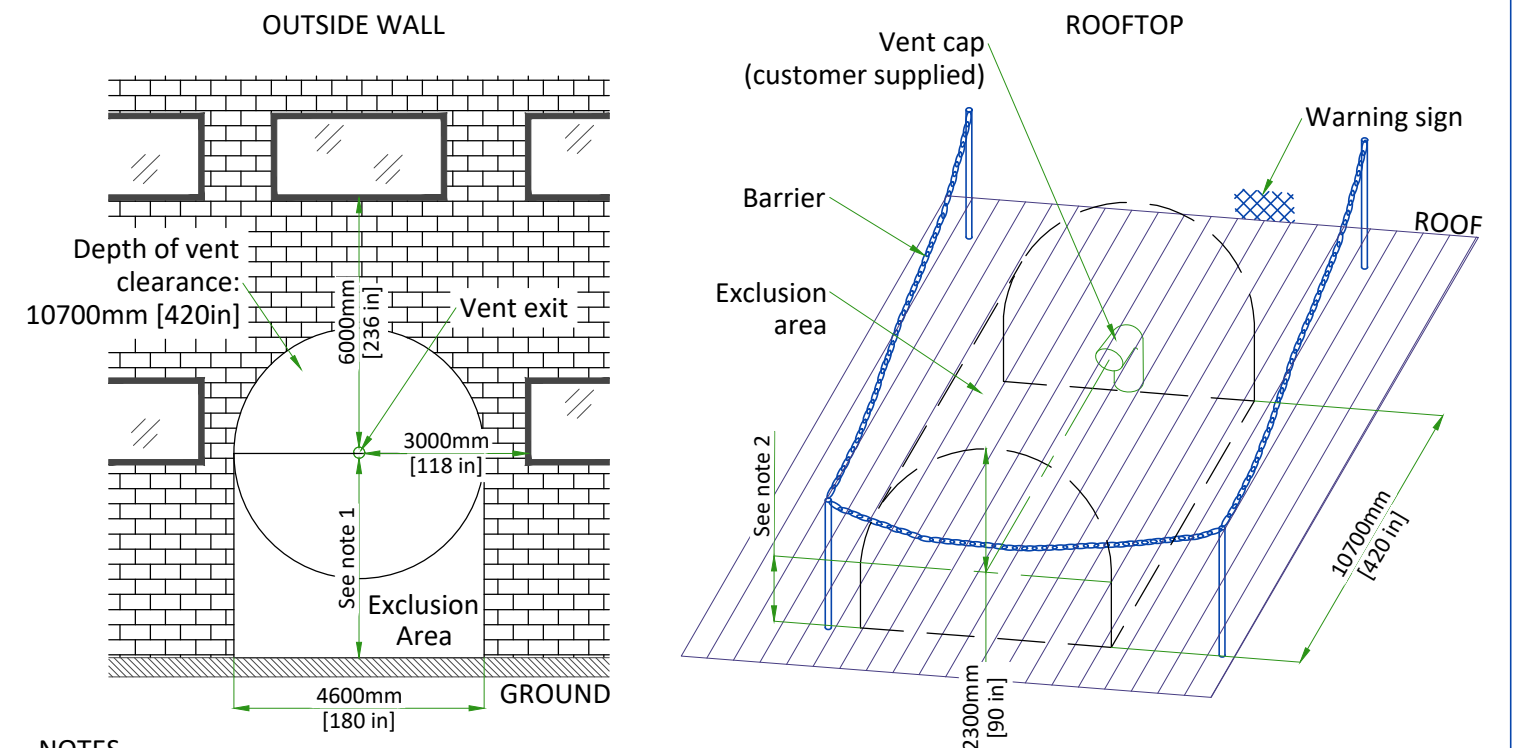 OUTSIDE WALL
Depth of vent
clearance:
10700mm [420in]
6000mm
[236 in]
Vent exit
3000mm
[118 in]
See note 1
Exclusion
Area
4600mm
[180 in]
GROUND
ROOFTOP
Vent cap
(customer supplied)
Warning sign
Barrier
ROOF
Exclusion
area
See note 2
10700mm
[420 in]
2300mm
[90 in]
NOTES